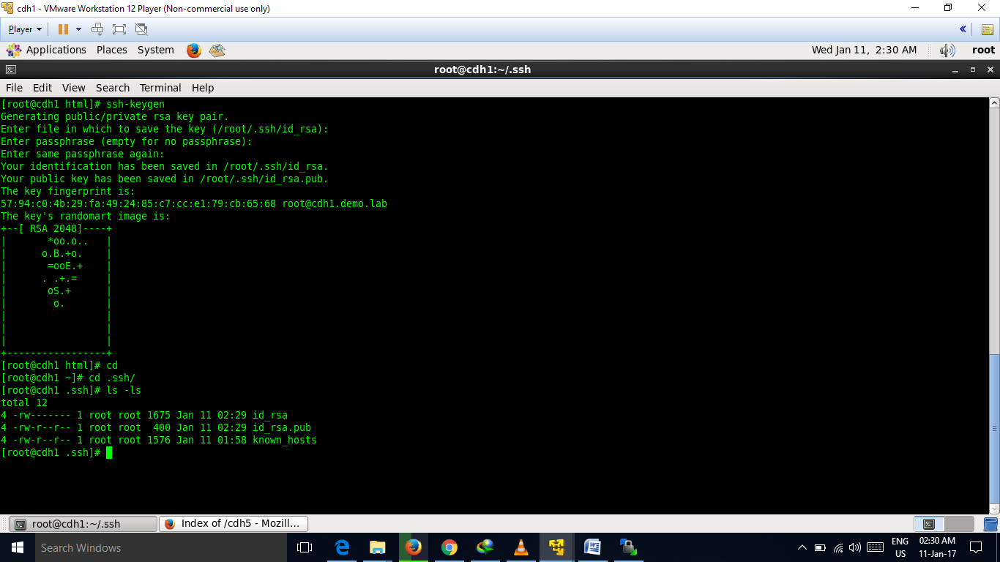 cdh1 - VMware Workstation 12 Player (Non-commercial use only)
Player
Applications Places System
Wed Jan 11, 2:30 AM
root
root@cdh1:~/.ssh
File Edit View Search Terminal Help
[root@cdh1 html]# ssh-keygen
Generating public/private rsa key pair.
Enter file in which to save the key (/root/.ssh/id_rsa):
Enter passphrase (empty for no passphrase):
Enter same passphrase again:
Your identification has been saved in /root/.ssh/id_rsa.
Your public key has been saved in /root/.ssh/id_rsa.pub.
The key fingerprint is:
57:94:c0:4b:29:fa:49:24:85:c7:cc:e1:79:cb:65:68 root@cdh1.demo.lab
The key's randomart image is:
+--[ RSA 2048]----+
|       *oo.o..   |
|      o.B.+o.    |
|       =ooE.+    |
|      . .+.=     |
|       oS.+      |
|        o.       |
|                 |
|                 |
|                 |
+-----------------+
[root@cdh1 html]# cd
[root@cdh1 ~]# cd .ssh/
[root@cdh1 .ssh]# ls -ls
total 12
4 -rw------- 1 root root 1675 Jan 11 02:29 id_rsa
4 -rw-r--r-- 1 root root  400 Jan 11 02:29 id_rsa.pub
4 -rw-r--r-- 1 root root 1576 Jan 11 01:58 known_hosts
[root@cdh1 .ssh]#
root@cdh1:~/.ssh
Index of /cdh5 - Mozill...
Search Windows
ENG
US
02:30 AM
11-Jan-17